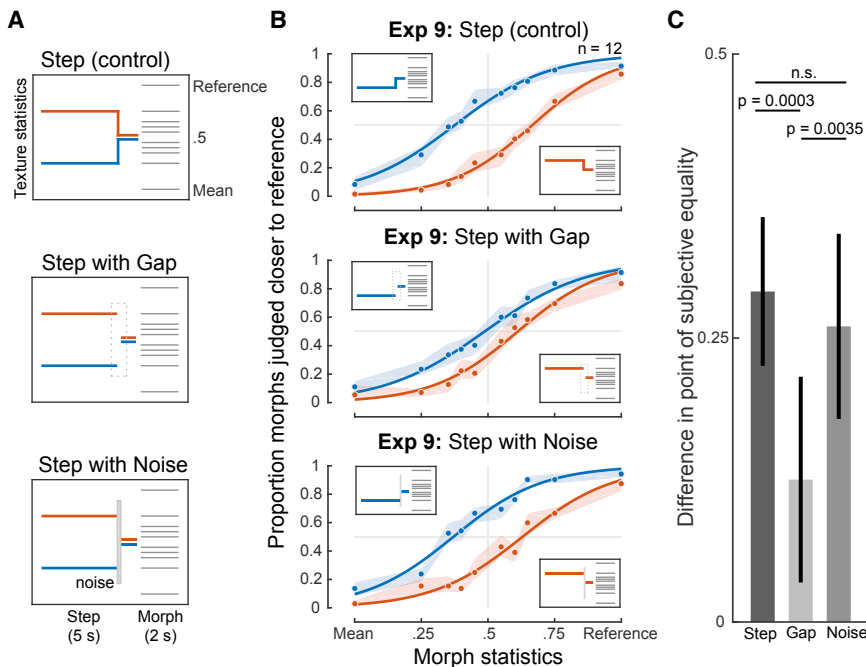 A
Step (control)
Texture statistics
Reference
.5
Mean
Step with Gap
Step with Noise
noise
Step
(5 s)
Morph
(2 s)
B
Proportion morphs judged closer to reference
Exp 9: Step (control)
n = 12
1
0.8
0.6
0.4
0.2
0
Exp 9: Step with Gap
1
0.8
0.6
0.4
0.2
0
Exp 9: Step with Noise
1
0.8
0.6
0.4
0.2
0
Mean
.25
.5
.75
Reference
Morph statistics
C
Difference in point of subjective equality
0.5
0.25
0
n.s.
p = 0.0003
p = 0.0035
Step
Gap
Noise